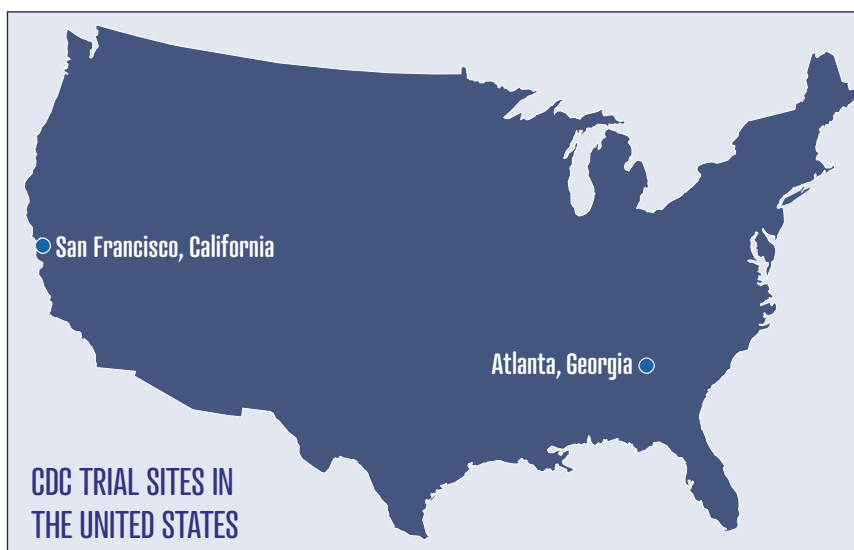 San Francisco, California
Atlanta, Georgia
CDC TRIAL SITES IN
THE UNITED STATES